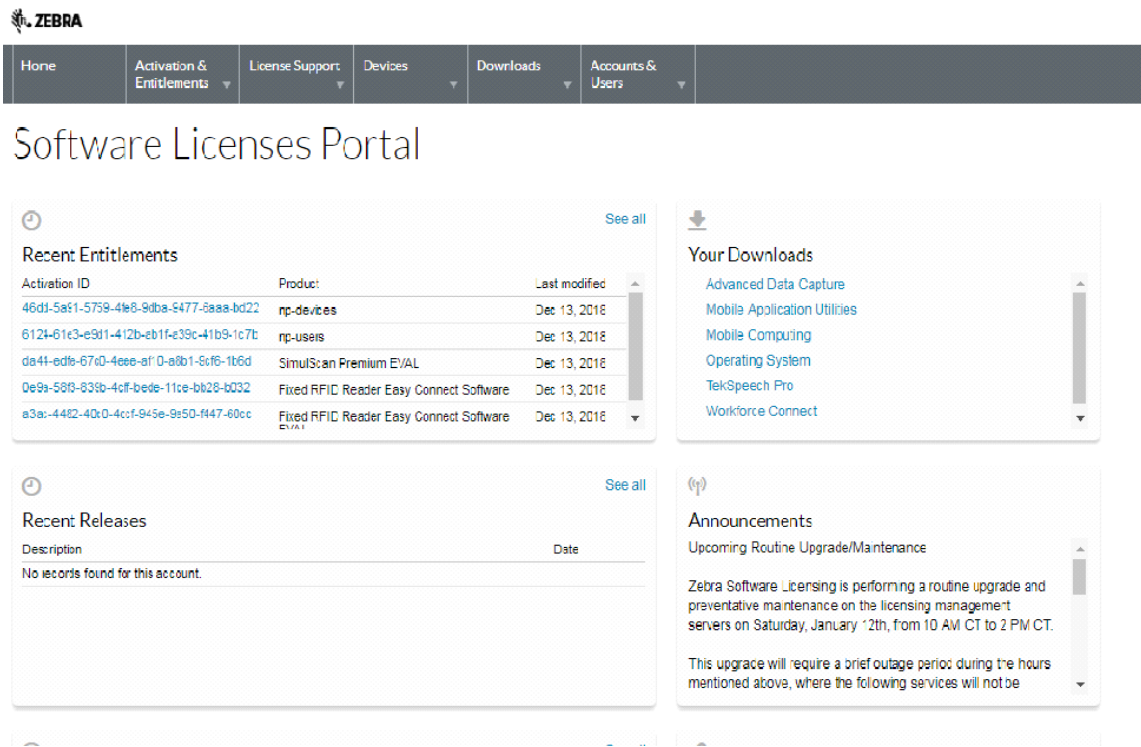 ZEBRA
Home
Activation & Entitlements
License Support
Devices
Downloads
Accounts & Users
Software Licenses Portal
See all
Recent Entitlements
Activation ID Product Last modified
np-devices Dec 13, 2018
np-users Dec 13, 2018
SimulScan Premium EVAL Dec 13, 2018
Fixed RFID Reader Easy Connect Software Dec 13, 2018
Fixed RFID Reader Easy Connect Software Dec 13, 2018
EVAL
Your Downloads
Advanced Data Capture
Mobile Application Utilities
Mobile Computing
Operating System
TekSpeech Pro
Workforce Connect
See all
Recent Releases
Description Date
No records found for this account.
Announcements
Upcoming Routine Upgrade/Maintenance
Zebra Software Licensing is performing a routine upgrade and
preventative maintenance on the licensing management
servers on Saturday, January 12th, from 10 AM CT to 2 PM CT.
This upgrade will require a brief outage period during the hours
mentioned above, where the following services will not be